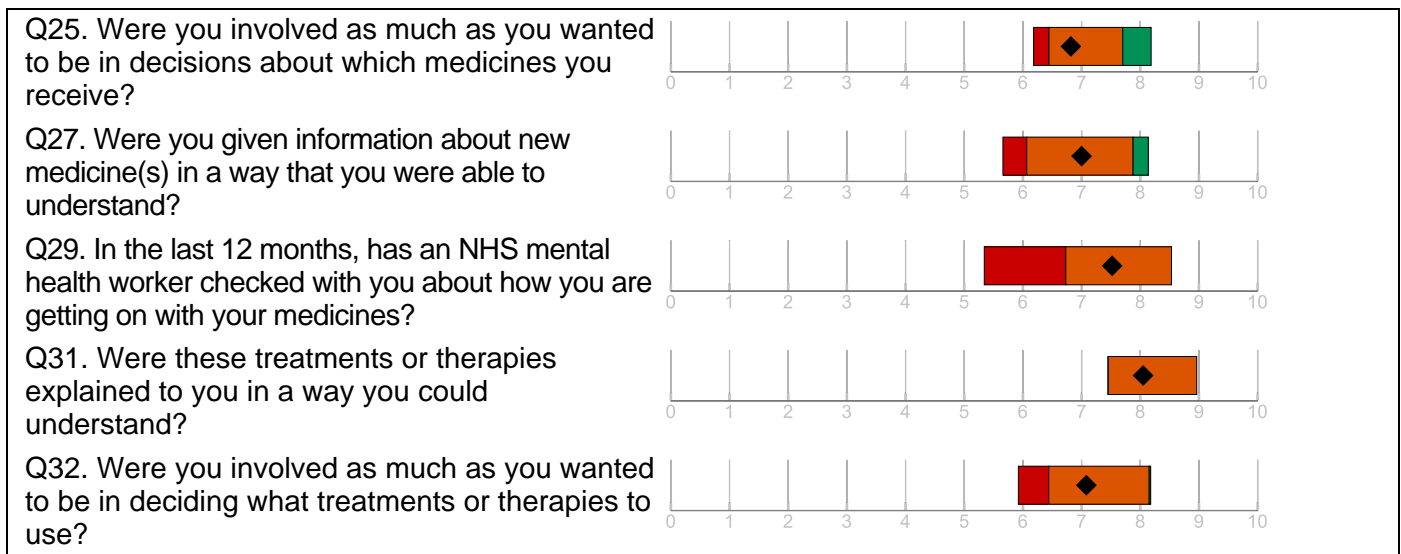 Q25. Were you involved as much as you wanted
to be in decisions about which medicines you
receive?
0 1 2 3 4 5 6 7 8 9 10
Q27. Were you given information about new
medicine(s) in a way that you were able to
understand?
0 1 2 3 4 5 6 7 8 9 10
Q29. In the last 12 months, has an NHS mental
health worker checked with you about how you are
getting on with your medicines?
0 1 2 3 4 5 6 7 8 9 10
Q31. Were these treatments or therapies
explained to you in a way you could
understand?
0 1 2 3 4 5 6 7 8 9 10
Q32. Were you involved as much as you wanted
to be in deciding what treatments or therapies to
use?
0 1 2 3 4 5 6 7 8 9 10